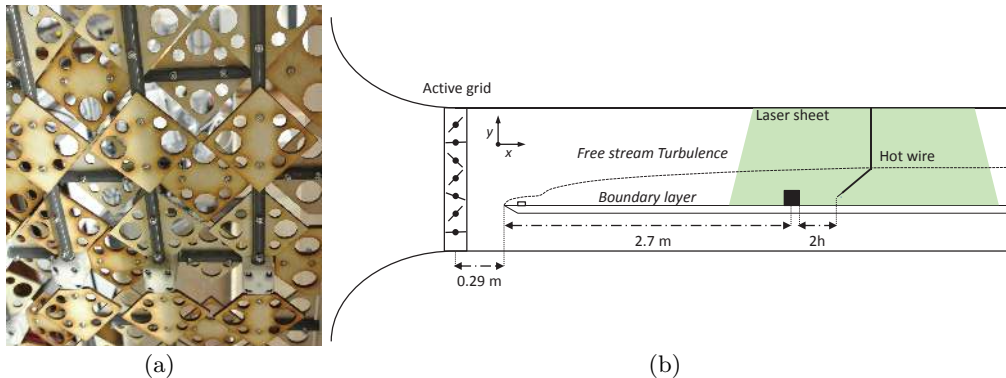 Active grid
y
x
Laser sheet
Free stream Turbulence
Hot wire
Boundary layer
2.7 m
2h
0.29 m
(a)
(b)